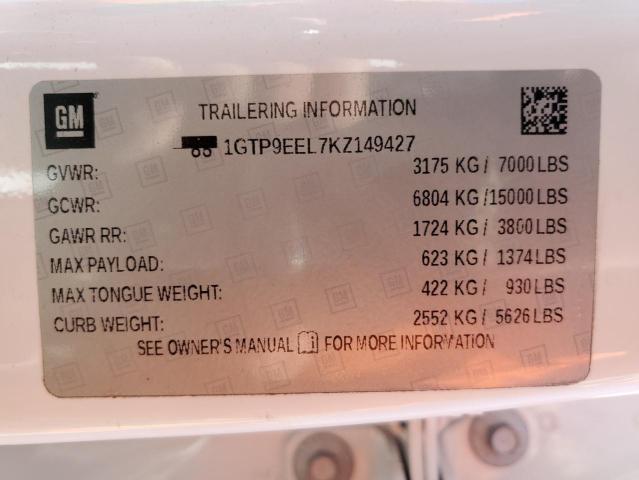 GM
TRAILERING INFORMATION
1GTP9EEL7KZ149427
GVWR: 3175 KG / 7000 LBS
GCWR: 6804 KG /15000 LBS
GAWR RR: 1724 KG / 3800 LBS
MAX PAYLOAD: 623 KG / 1374 LBS
MAX TONGUE WEIGHT: 422 KG / 930 LBS
CURB WEIGHT: 2552 KG / 5626 LBS
SEE OWNER'S MANUAL FOR MORE INFORMATION